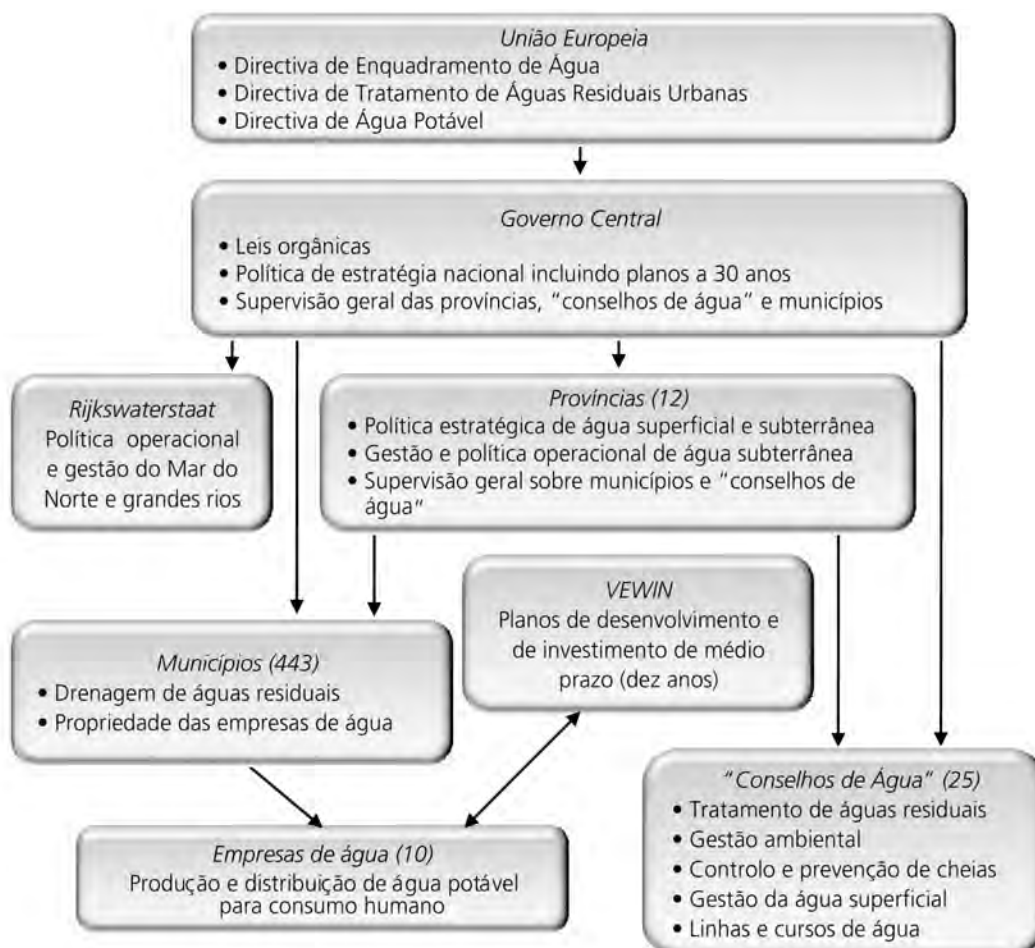 União Europeia
• Directiva de Enquadramento de Água
• Directiva de Tratamento de Águas Residuais Urbanas
• Directiva de Água Potável
Governo Central
• Leis orgânicas
• Política de estratégia nacional incluindo planos a 30 anos
• Supervisão geral das províncias, “conselhos de água” e municípios
Rijkswaterstaat
Política operacional
e gestão do Mar do
Norte e grandes rios
Províncias (12)
• Política estratégica de água superficial e subterrânea
• Gestão e política operacional de água subterrânea
• Supervisão geral sobre municípios e “conselhos de
água“
VEWIN
Planos de desenvolvimento e
de investimento de médio
prazo (dez anos)
Municípios (443)
• Drenagem de águas residuais
• Propriedade das empresas de água
“Conselhos de Água” (25)
• Tratamento de águas residuais
• Gestão ambiental
• Controlo e prevenção de cheias
• Gestão da água superficial
• Linhas e cursos de água
Empresas de água (10)
Produção e distribuição de água potável
para consumo humano